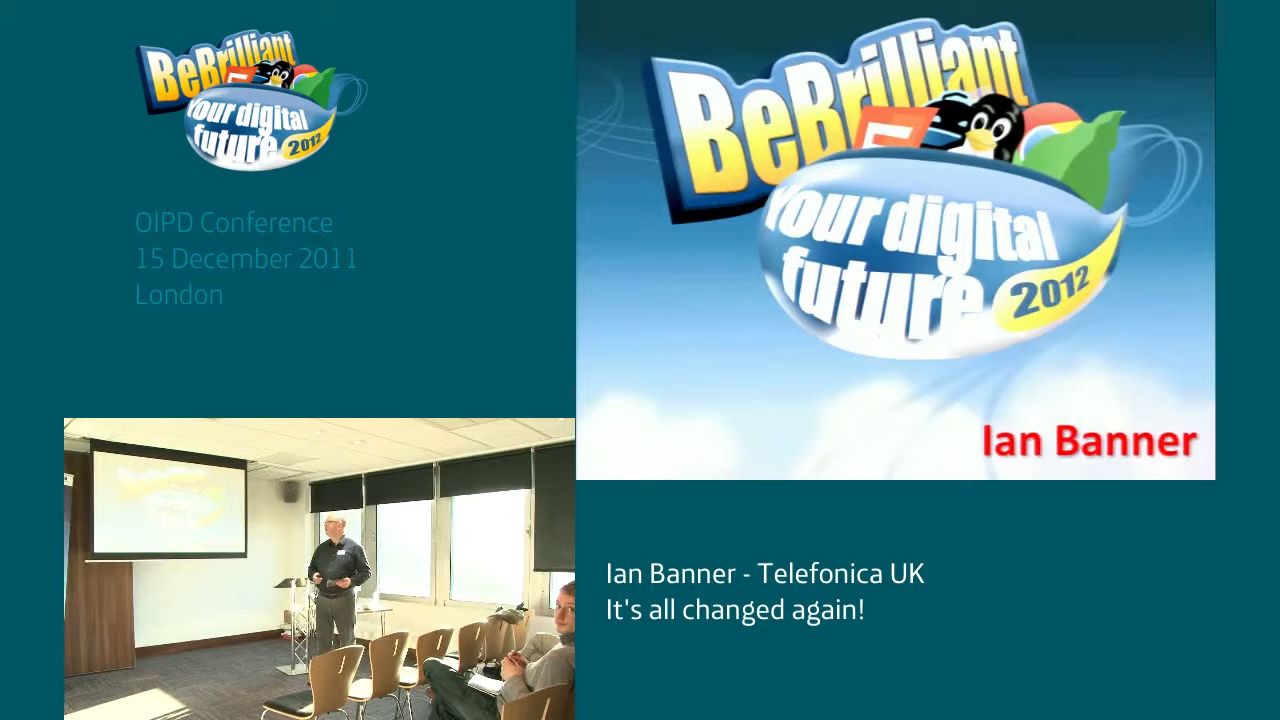 BeBrilliant
Your digital
future 2012
OIPD Conference
15 December 2011
London
BeBrilliant
Your digital
future 2012
Ian Banner
Ian Banner - Telefonica UK
It's all changed again!